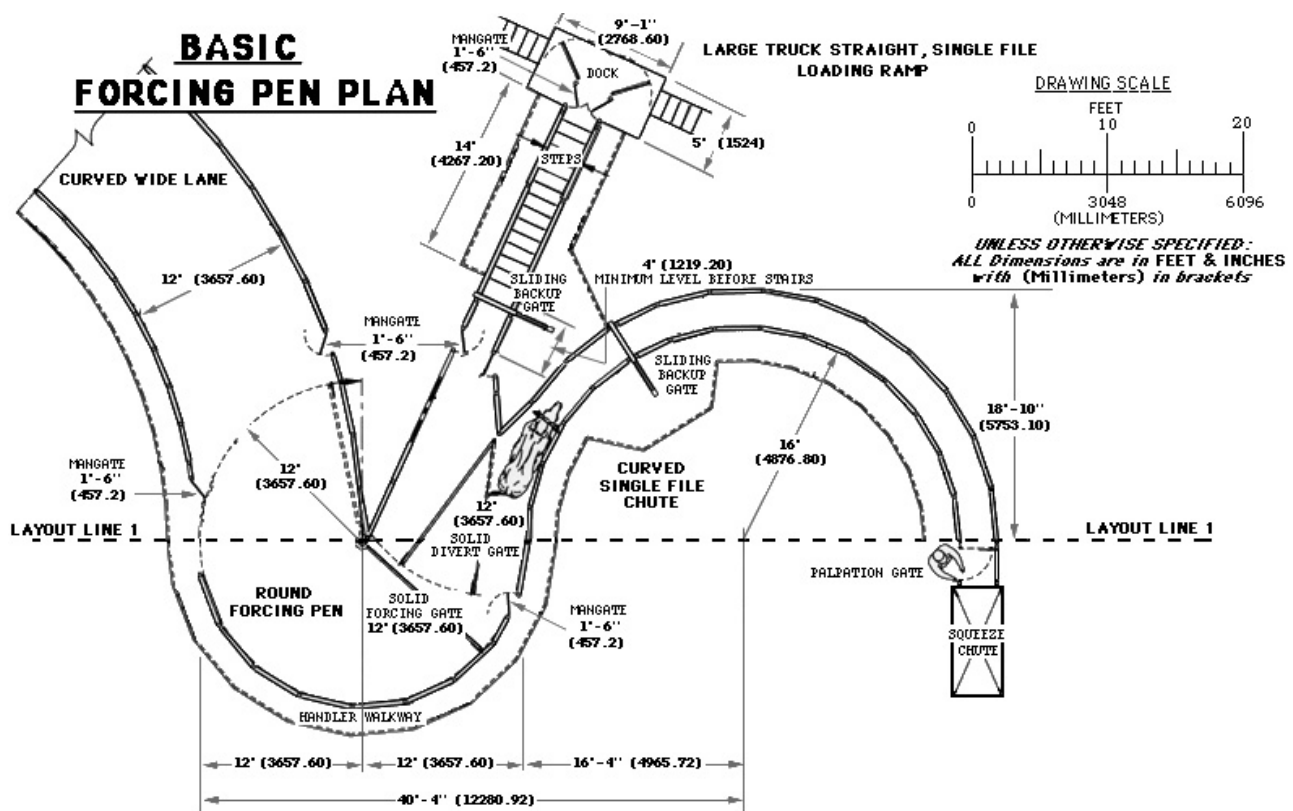 BASIC
FORCING PEN PLAN
9'-1"
(2768.60)
MANGATE
1'-6"
(457.2)
DOCK
LARGE TRUCK STRAIGHT, SINGLE FILE
LOADING RAMP
DRAWING SCALE
FEET
0 10 20
0 3048 6096
(MILLIMETERS)
UNLESS OTHERWISE SPECIFIED:
ALL Dimensions are in FEET & INCHES
with (Millimeters) in brackets
14'
(4267.20)
STEPS
5' (1524)
CURVED WIDE LANE
12' (3657.60)
4' (1219.20)
MINIMUM LEVEL BEFORE STAIRS
SLIDING
BACKUP
GATE
MANGATE
1'-6"
(457.2)
SLIDING
BACKUP
GATE
18'-10"
(5753.10)
16'
(4876.80)
MANGATE
1'-6"
(457.2)
12'
(3657.60)
CURVED
SINGLE FILE
CHUTE
12'
(3657.60)
SOLID
DIVERT GATE
LAYOUT LINE 1
LAYOUT LINE 1
PALPATION GATE
ROUND
FORCING PEN
SOLID
FORCING GATE
12' (3657.60)
MANGATE
1'-6"
(457.2)
SQUEEZE
CHUTE
HANDLER WALKWAY
12' (3657.60)
12' (3657.60)
16'-4" (4965.72)
40'-4" (12280.92)